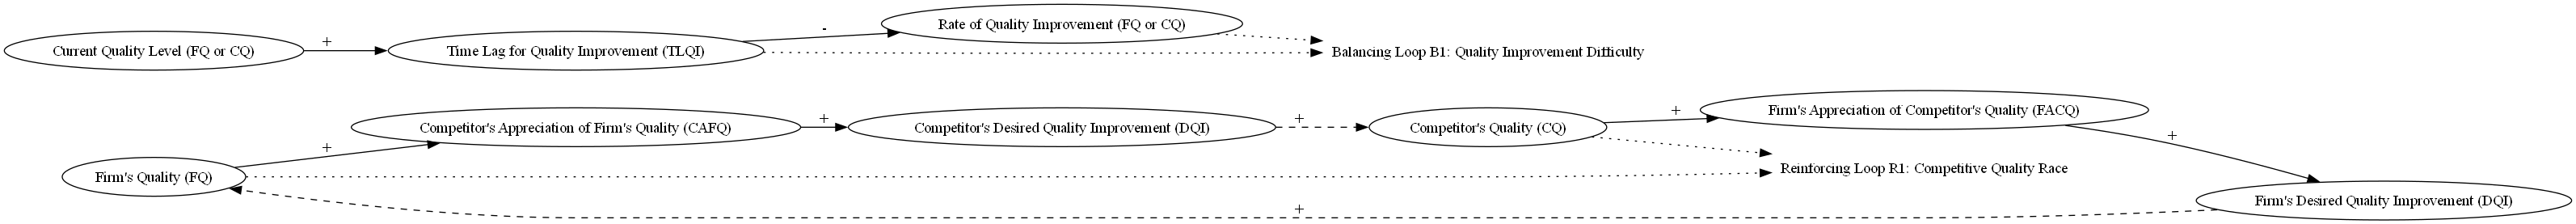 Rate of Quality Improvement (FQ or CQ)
-
+
Current Quality Level (FQ or CQ)
Time Lag for Quality Improvement (TLQI)
Balancing Loop B1: Quality Improvement Difficulty
+
Firm's Appreciation of Competitor's Quality (FACQ)
+
+
Competitor's Appreciation of Firm's Quality (CAFQ)
Competitor's Desired Quality Improvement (DQI)
Competitor's Quality (CQ)
+
+
Firm's Quality (FQ)
Reinforcing Loop R1: Competitive Quality Race
Firm's Desired Quality Improvement (DQI)
+